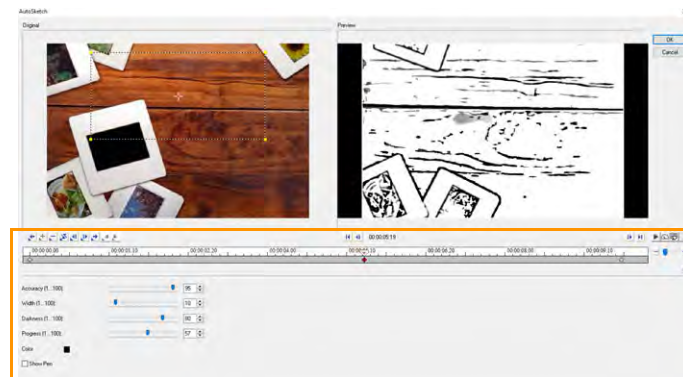 AutoSketch
Original
Preview
OK
Cancel
00:00:05:19
00:00:00.00 00:00:01.10 00:00:02.20 00:00:04.00 00:00:05.10 00:00:06.20 00:00:08.00 00:00:09.10
Accuracy (1...100): 95
Width (1...100): 10
Darkness (1...100): 80
Progress (1...100): 57
Color
Show Pen